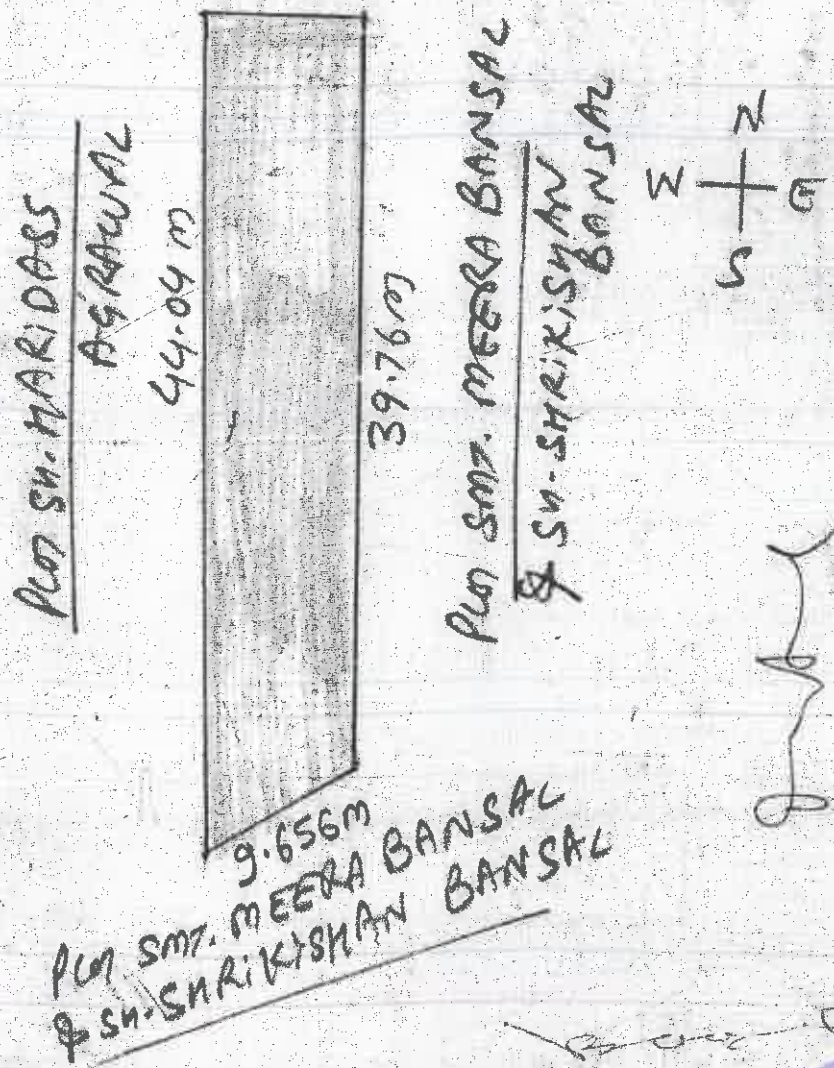 PLOT SH. HARIDASS
AGRAWAL
44.04 m
39.76 m
PLOT SMT. MEERA BANSAL
& SH-SHRIKISHAN
BANSAL
W
N
S
E
9.656m
PLOT SMT. MEERA BANSAL
& SH-SHRIKISHAN BANSAL